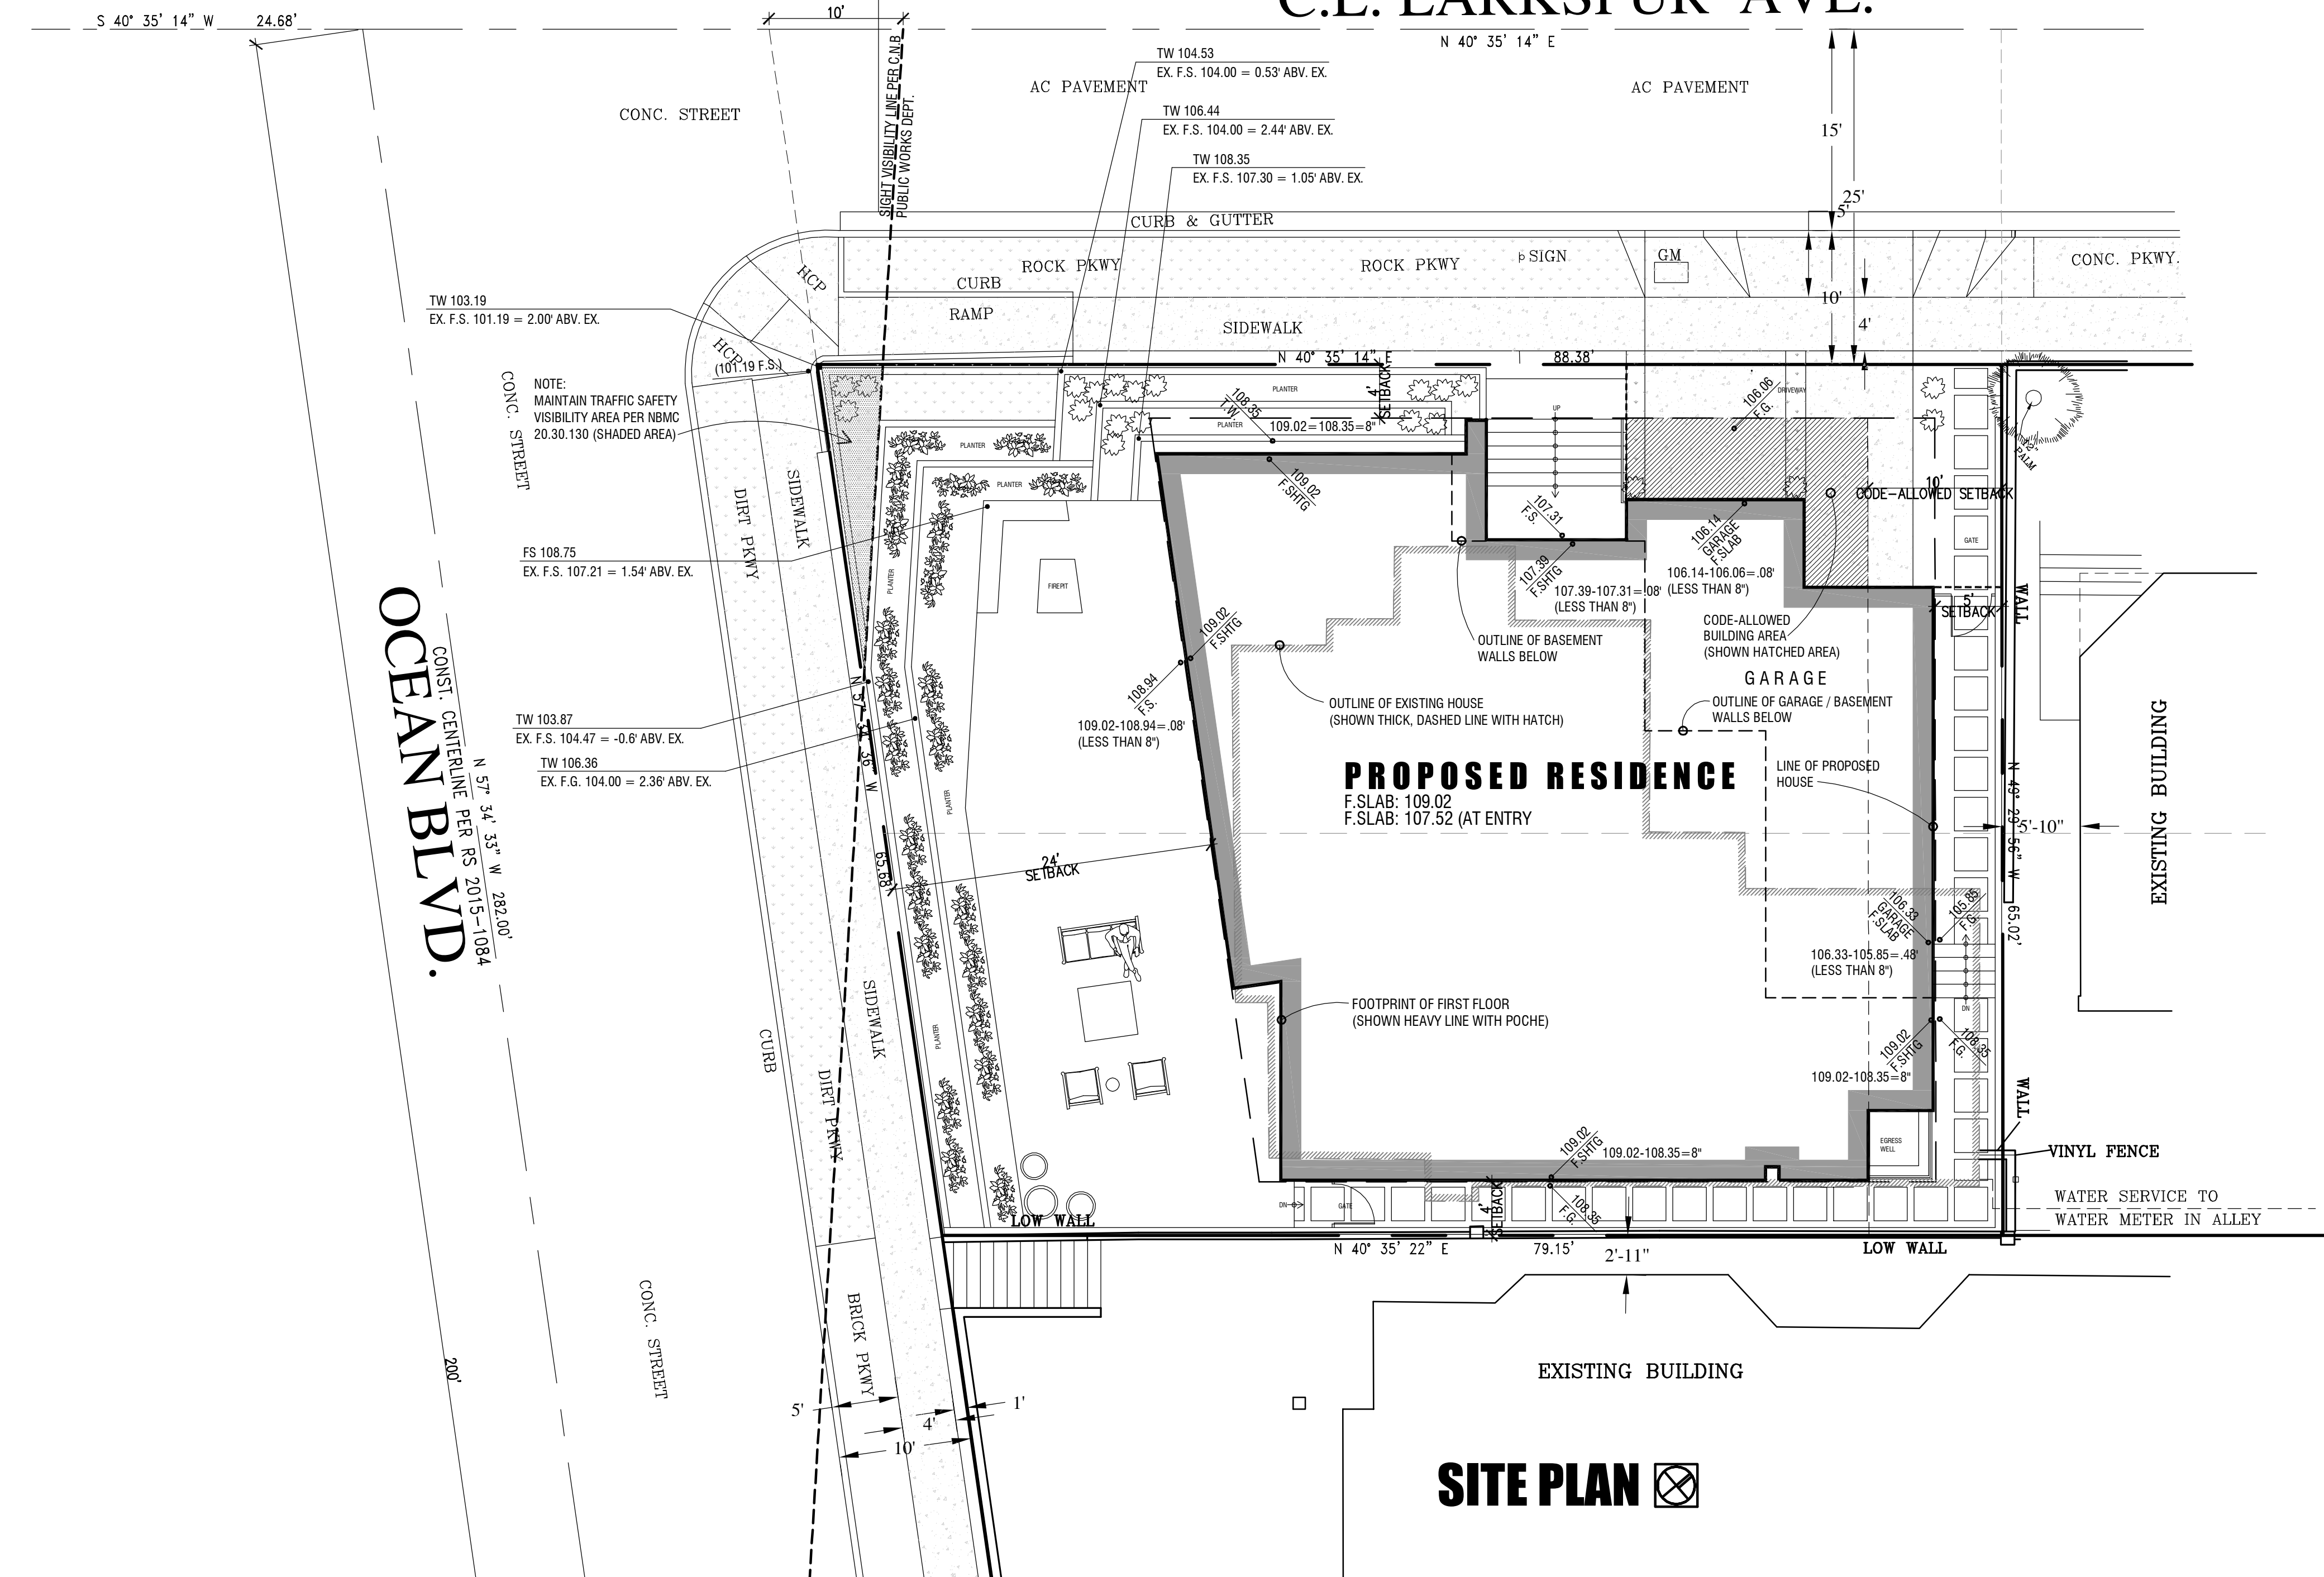 S 40° 35' 14" W 24.68'
10'
C.L. LARKSPUR AVE.
N 40° 35' 14" E
SIGHT VISIBILITY LINE PER C.N.B
PUBLIC WORKS DEPT.
TW 104.53
EX. F.S. 104.00 = 0.53' ABV. EX.
AC PAVEMENT
AC PAVEMENT
CONC. STREET
TW 106.44
EX. F.S. 104.00 = 2.44' ABV. EX.
15'
TW 108.35
EX. F.S. 107.30 = 1.05' ABV. EX.
25'
5'
CURB & GUTTER
HCP
ROCK PKWY
ROCK PKWY
SIGN
GM
CONC. PKWY.
CURB
RAMP
10'
TW 103.19
EX. F.S. 101.19 = 2.00' ABV. EX.
SIDEWALK
4'
HCP
(101.19 F.S.)
N 40° 35' 14" E
88.38'
CONC. STREET
NOTE:
MAINTAIN TRAFFIC SAFETY
VISIBILITY AREA PER NBMC
20.30.130 (SHADED AREA)
PLANTER
4'
SETBACK
108.35
T.W.
PLANTER
109.02=108.35=8"
UP
106.06
F.G.
DRIVEWAY
12"
PALM
PLANTER
PLANTER
109.02
F.SHTG
10'
CODE-ALLOWED SETBACK
DIRT PKWY
SIDEWALK
107.31
F.S.
106.14
GARAGE
F.SLAB
GATE
FS 108.75
EX. F.S. 107.21 = 1.54' ABV. EX.
PLANTER
FIREPIT
107.39
F.SHTG
107.39-107.31=.08'
(LESS THAN 8")
106.14-106.06=.08'
(LESS THAN 8")
5'
SETBACK
WALL
OCEAN BLVD.
CONST. CENTERLINE PER RS 2015-1084
N 57° 34' 33" W 282.00'
109.02
F.SHTG
OUTLINE OF BASEMENT
WALLS BELOW
CODE-ALLOWED
BUILDING AREA
(SHOWN HATCHED AREA)
GARAGE
108.94
F.S.
109.02-108.94=.08'
(LESS THAN 8")
OUTLINE OF EXISTING HOUSE
(SHOWN THICK, DASHED LINE WITH HATCH)
OUTLINE OF GARAGE / BASEMENT
WALLS BELOW
TW 103.87
EX. F.S. 104.47 = -0.6' ABV. EX.
N 57° 34' 36" W
65.68'
TW 106.36
EX. F.G. 104.00 = 2.36' ABV. EX.
PLANTER
PROPOSED RESIDENCE
F.SLAB: 109.02
F.SLAB: 107.52 (AT ENTRY
LINE OF PROPOSED
HOUSE
N 49° 29' 56" W
65.02'
5'-10"
EXISTING BUILDING
24'
SETBACK
106.33
GARAGE
F.SLAB
105.85
F.G.
106.33-105.85=.48'
(LESS THAN 8")
FOOTPRINT OF FIRST FLOOR
(SHOWN HEAVY LINE WITH POCHE)
DN
109.02
F.SHTG
108.35
F.G.
109.02-108.35=8"
SIDEWALK
PLANTER
CURB
DIRT PKWY
WALL
EGRESS
WELL
109.02
F.SHTG
109.02-108.35=8"
VINYL FENCE
DN
GATE
4'
SETBACK
108.35
F.G.
WATER SERVICE TO
WATER METER IN ALLEY
LOW WALL
N 40° 35' 22" E
79.15'
2'-11"
LOW WALL
CONC. STREET
BRICK PKWY
200'
EXISTING BUILDING
5'
4'
1'
10'
SITE PLAN